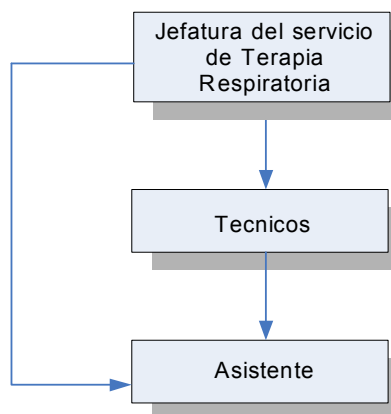 Jefatura del servicio
de Terapia
Respiratoria
Tecnicos
Asistente